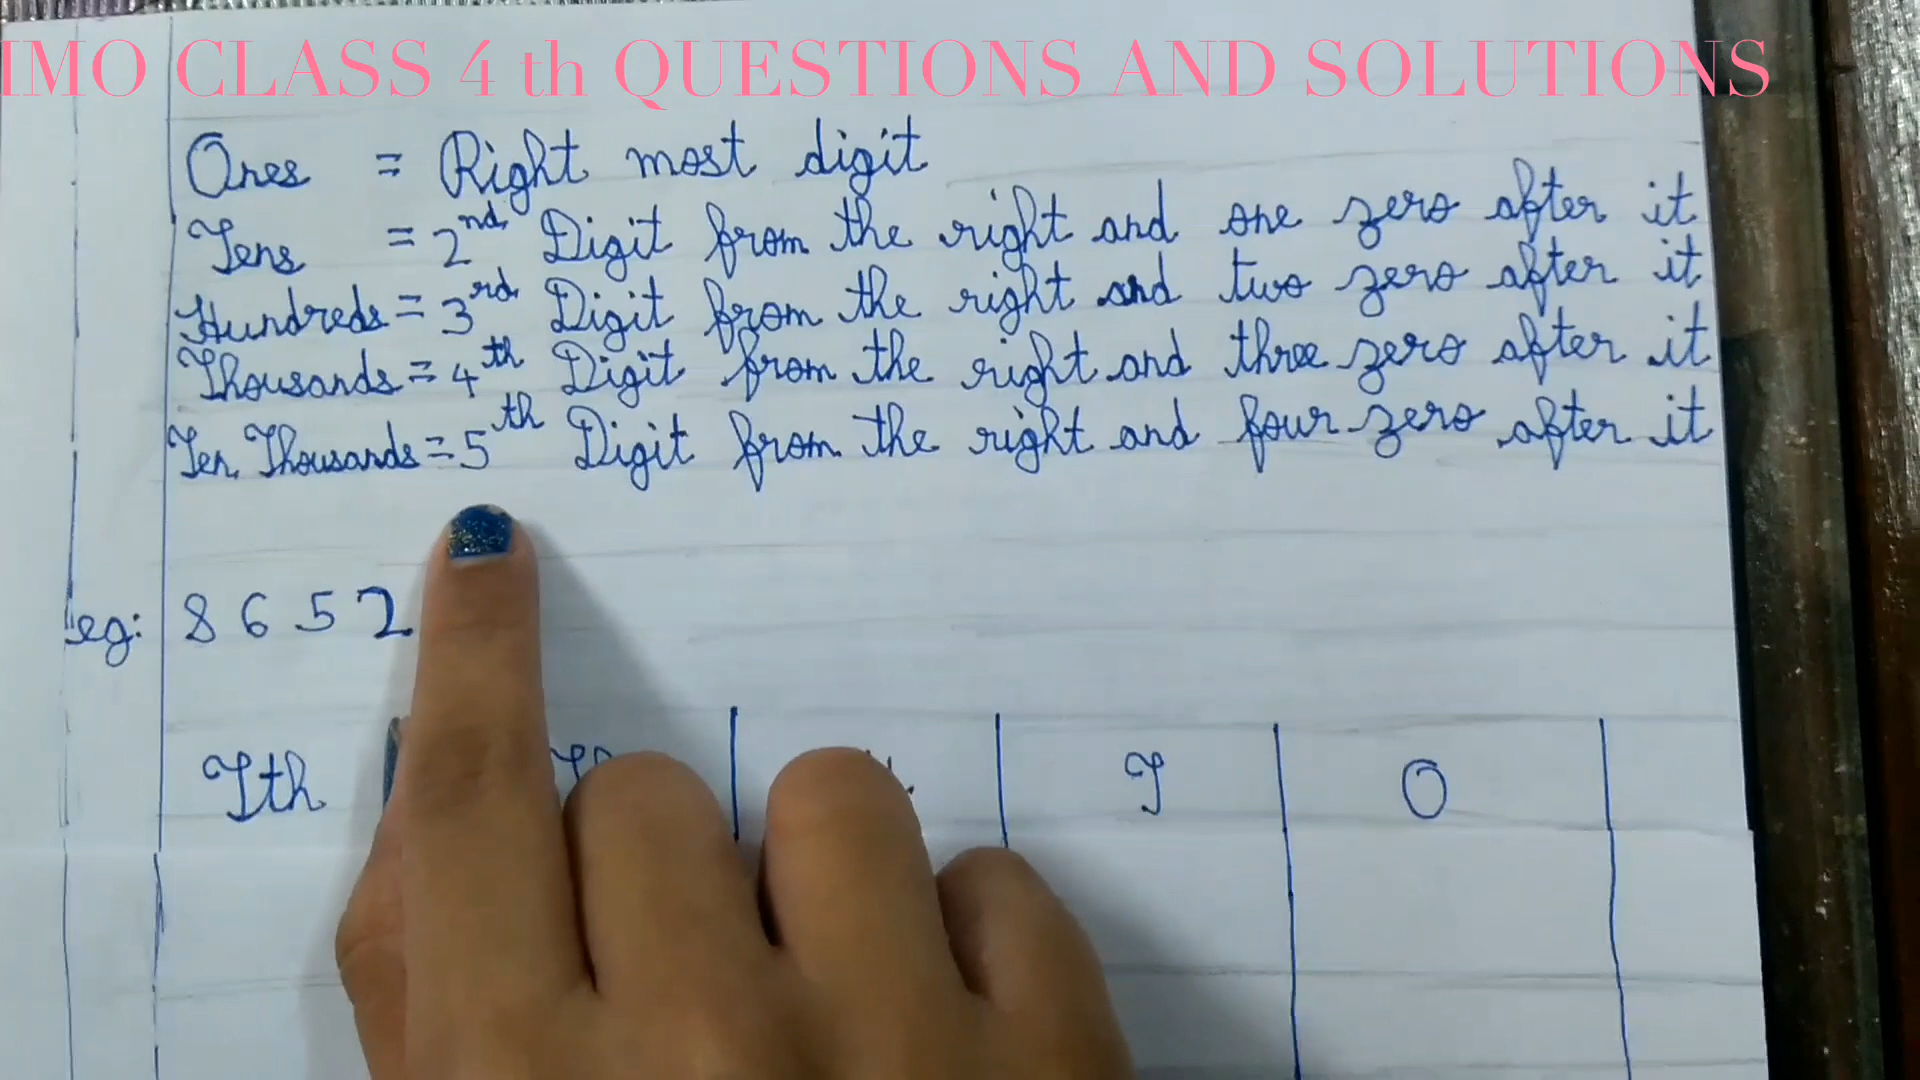 IMO CLASS 4 th QUESTIONS AND SOLUTIONS
Ones = Right most digit
Tens = 2nd Digit from the right and one zero after it
Hundreds = 3rd Digit from the right and two zero after it
Thousands = 4th Digit from the right and three zero after it
Ten Thousands = 5th Digit from the right and four zero after it
eg: 8 6 5 2
Tth T O